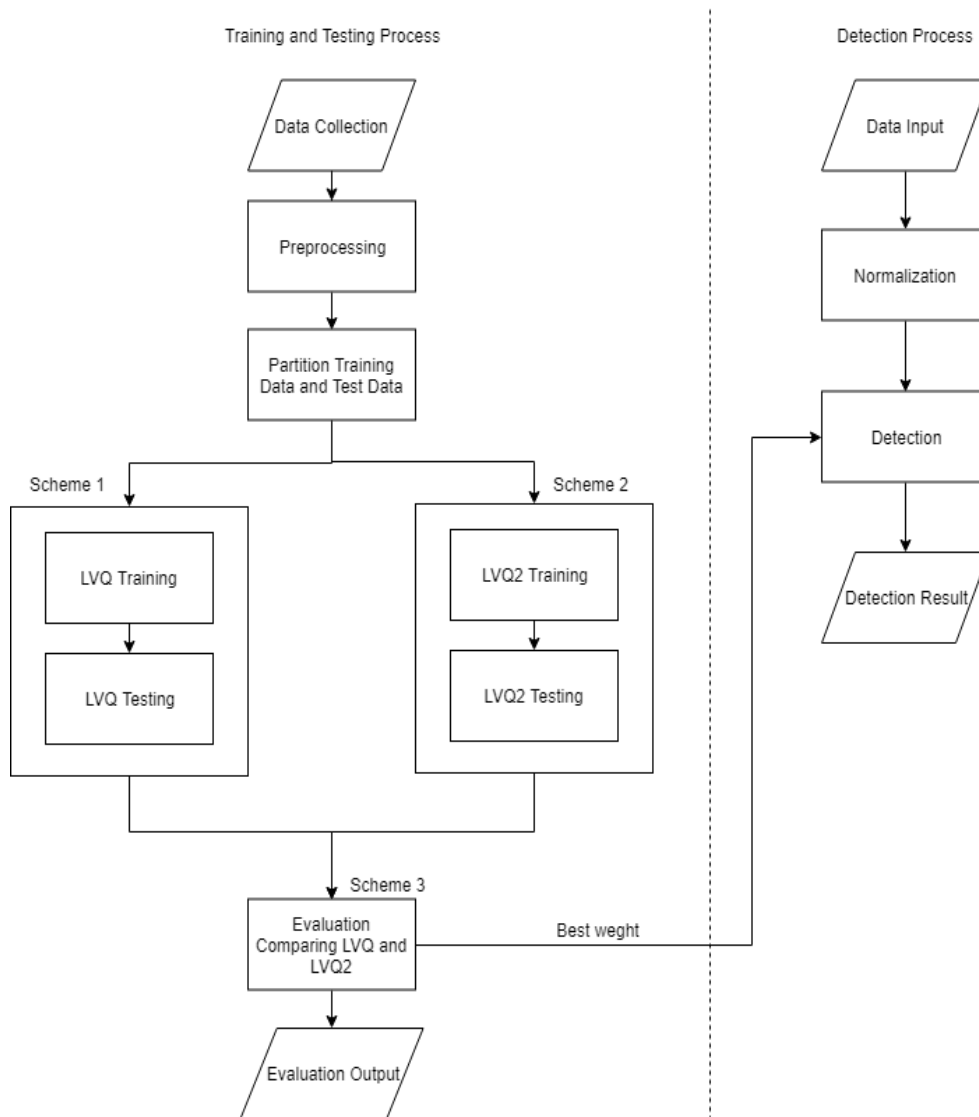 Training and Testing Process
Data Collection
Preprocessing
Partition Training
Data and Test Data
Scheme 1
LVQ Training
LVQ Testing
Scheme 2
LVQ2 Training
LVQ2 Testing
Scheme 3
Evaluation
Comparing LVQ and
LVQ2
Best weght
Evaluation Output
Detection Process
Data Input
Normalization
Detection
Detection Result